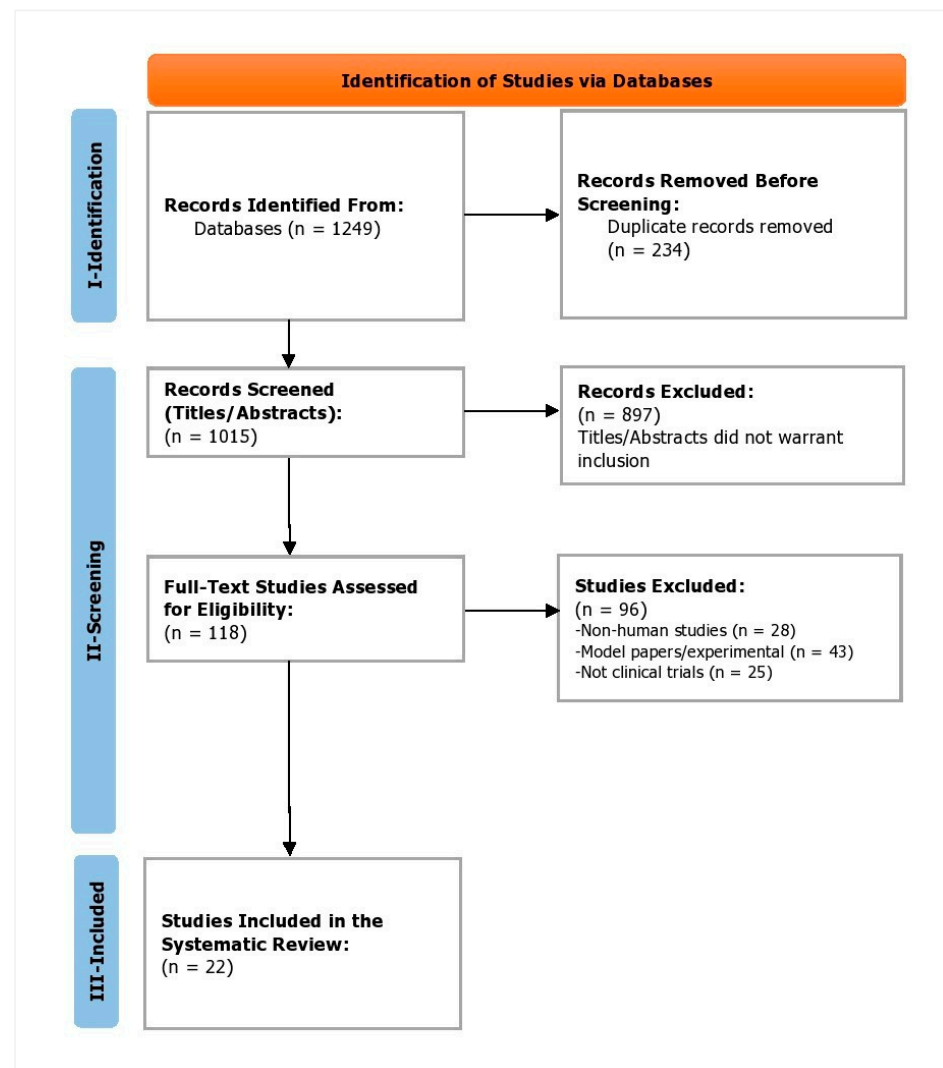 Identification of Studies via Databases
I-Identification
Records Identified From:
Databases (n = 1249)
Records Removed Before
Screening:
Duplicate records removed
(n = 234)
II-Screening
Records Screened
(Titles/Abstracts):
(n = 1015)
Records Excluded:
(n = 897)
Titles/Abstracts did not warrant
inclusion
Full-Text Studies Assessed
for Eligibility:
(n = 118)
Studies Excluded:
(n = 96)
-Non-human studies (n = 28)
-Model papers/experimental (n = 43)
-Not clinical trials (n = 25)
III-Included
Studies Included in the
Systematic Review:
(n = 22)